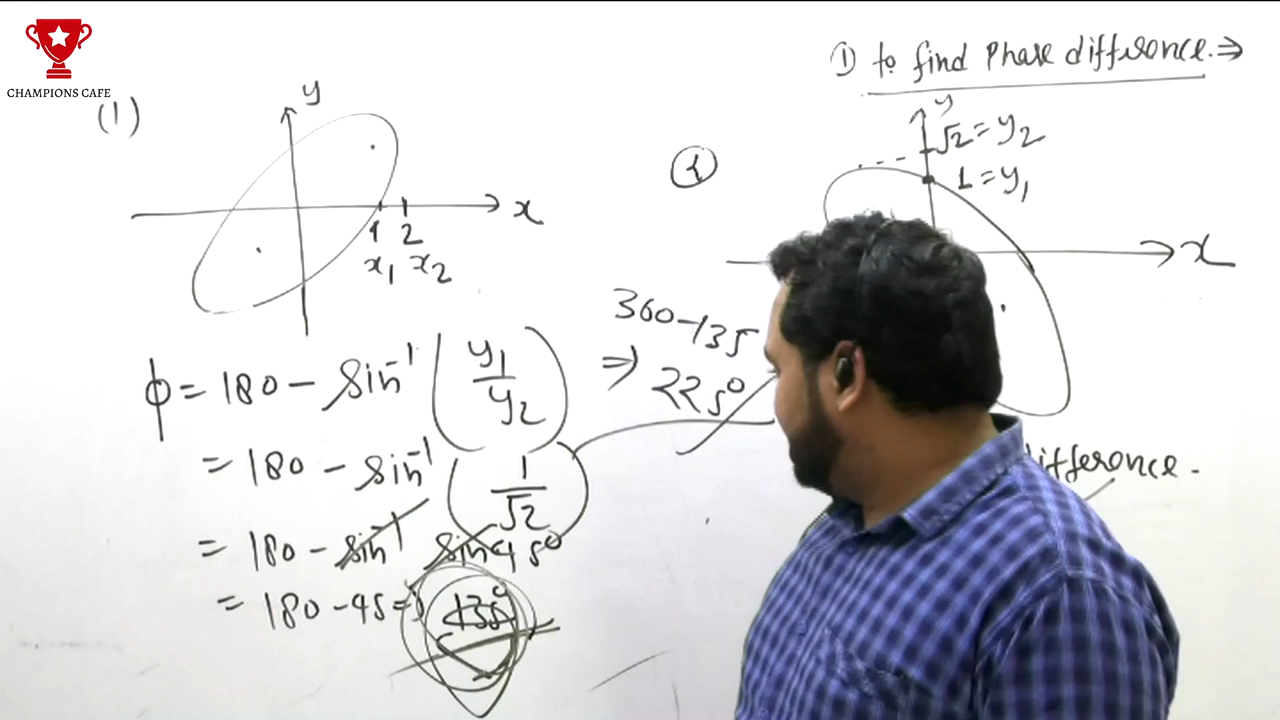 CHAMPIONS CAFE
1) to find Phase difference. ⇒
(1)
y
x
1 2
x₁ x₂
y
√2 = y₂
1 = y₁
x
φ = 180 - sin⁻¹ (y₁/y₂)
= 180 - sin⁻¹ (1/√2)
= 180 - sin⁻¹ sin 45°
= 180 - 45 = 135°
360 - 135
⇒ 225°
ifference.